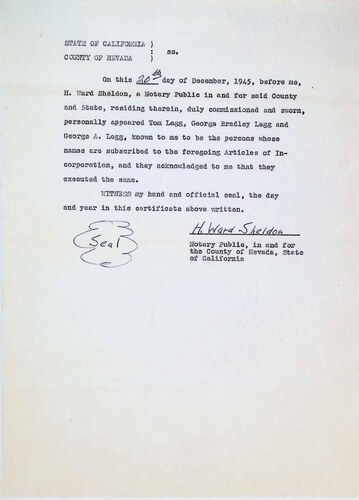 STATE OF CALIFORNIA )
: ss.
COUNTY OF NEVADA )
On this 20th day of December, 1945, before me,
H. Ward Sheldon, a Notary Public in and for said County
and State, residing therein, duly commissioned and sworn,
personally appeared Tom Legg, George Bradley Legg and
George A. Legg, known to me to be the persons whose
names are subscribed to the foregoing Articles of In-
corporation, and they acknowledged to me that they
executed the same.
WITNESS my hand and official seal, the day
and year in this certificate above written.
Seal
H. Ward Sheldon
Notary Public, in and for
the County of Nevada, State
of California